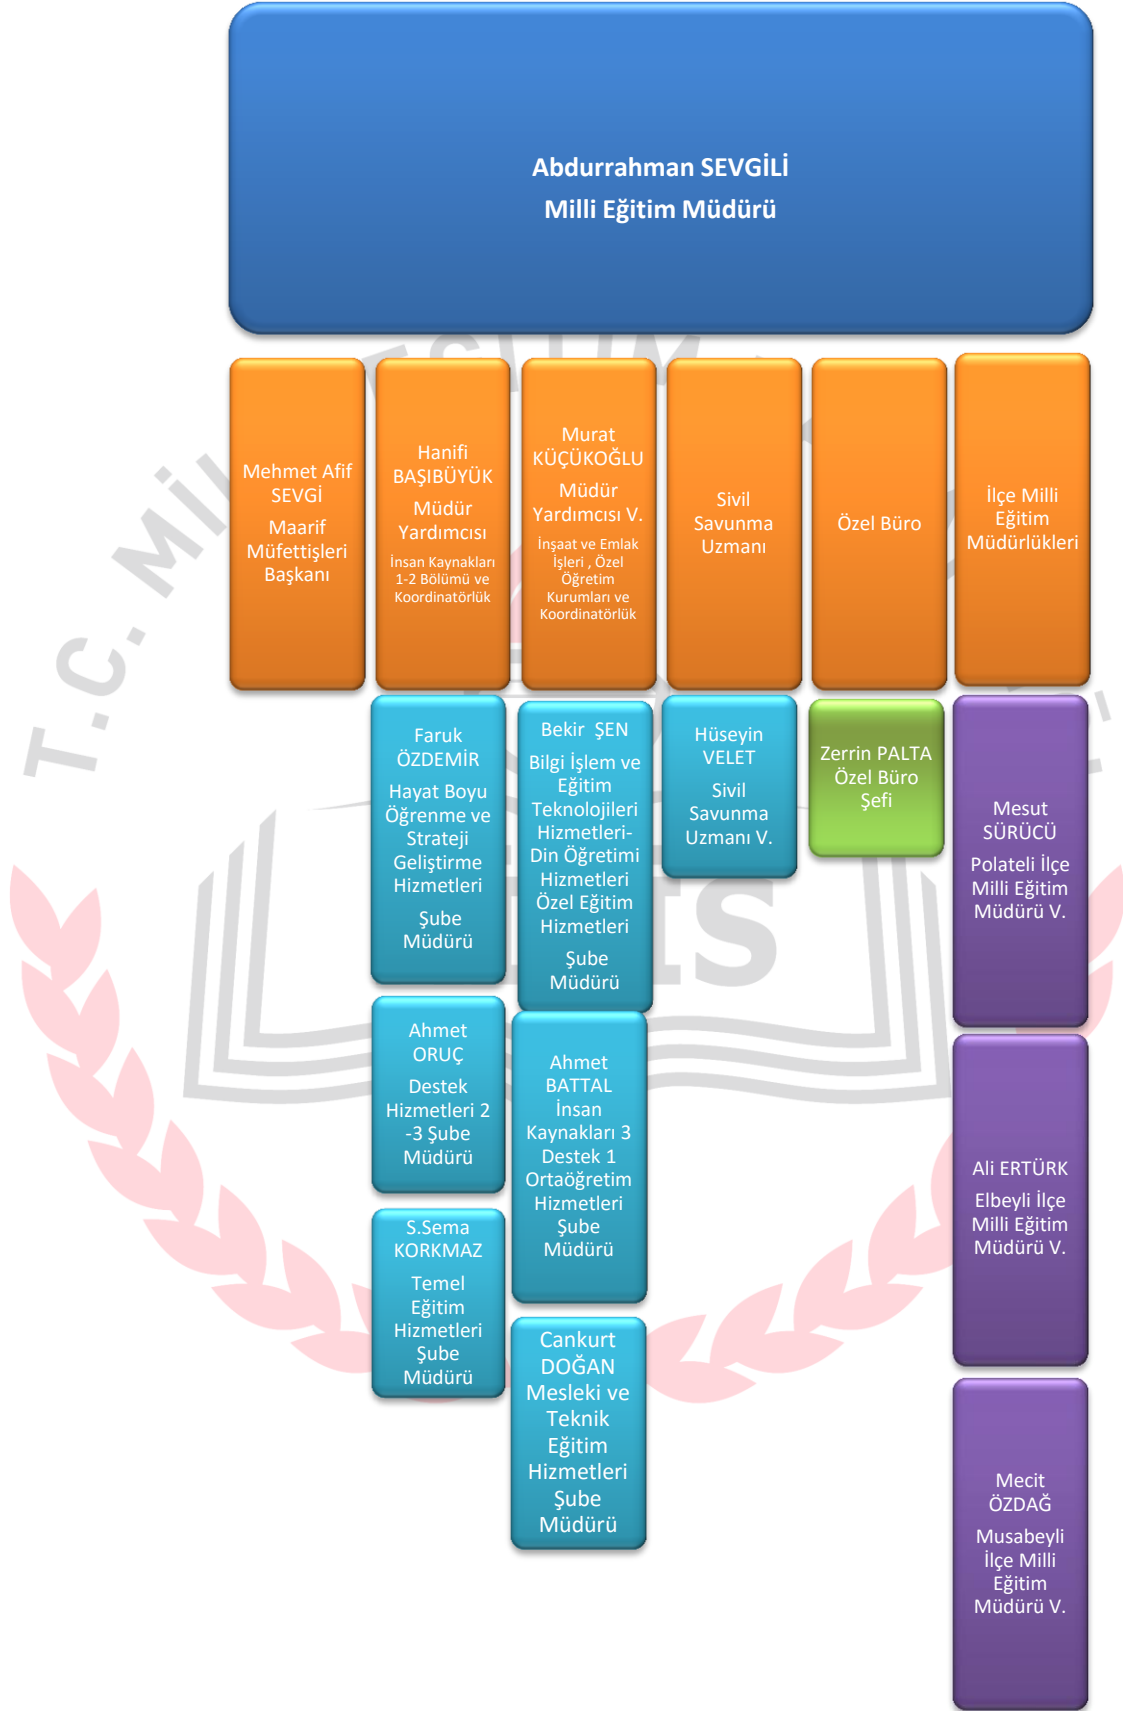 Abdurrahman SEVGİLİ
Milli Eğitim Müdürü
Mehmet Afif
SEVGİ
Maarif
Müfettişleri
Başkanı
Hanifi
BAŞIBÜYÜK
Müdür
Yardımcısı
İnsan Kaynakları
1-2 Bölümü ve
Koordinatörlük
Murat
KÜÇÜKOĞLU
Müdür
Yardımcısı V.
İnşaat ve Emlak
İşleri , Özel
Öğretim
Kurumları ve
Koordinatörlük
Sivil
Savunma
Uzmanı
Özel Büro
İlçe Milli
Eğitim
Müdürlükleri
Faruk
ÖZDEMİR
Hayat Boyu
Öğrenme ve
Strateji
Geliştirme
Hizmetleri
Şube
Müdürü
Ahmet
ORUÇ
Destek
Hizmetleri 2
-3 Şube
Müdürü
S.Sema
KORKMAZ
Temel
Eğitim
Hizmetleri
Şube
Müdürü
Bekir ŞEN
Bilgi İşlem ve
Eğitim
Teknolojileri
Hizmetleri-
Din Öğretimi
Hizmetleri
Özel Eğitim
Hizmetleri
Şube
Müdürü
Ahmet
BATTAL
İnsan
Kaynakları 3
Destek 1
Ortaöğretim
Hizmetleri
Şube
Müdürü
Cankurt
DOĞAN
Mesleki ve
Teknik
Eğitim
Hizmetleri
Şube
Müdürü
Hüseyin
VELET
Sivil
Savunma
Uzmanı V.
Zerrin PALTA
Özel Büro
Şefi
Mesut
SÜRÜCÜ
Polateli İlçe
Milli Eğitim
Müdürü V.
Ali ERTÜRK
Elbeyli İlçe
Milli Eğitim
Müdürü V.
Mecit
ÖZDAĞ
Musabeyli
İlçe Milli
Eğitim
Müdürü V.
T.C.